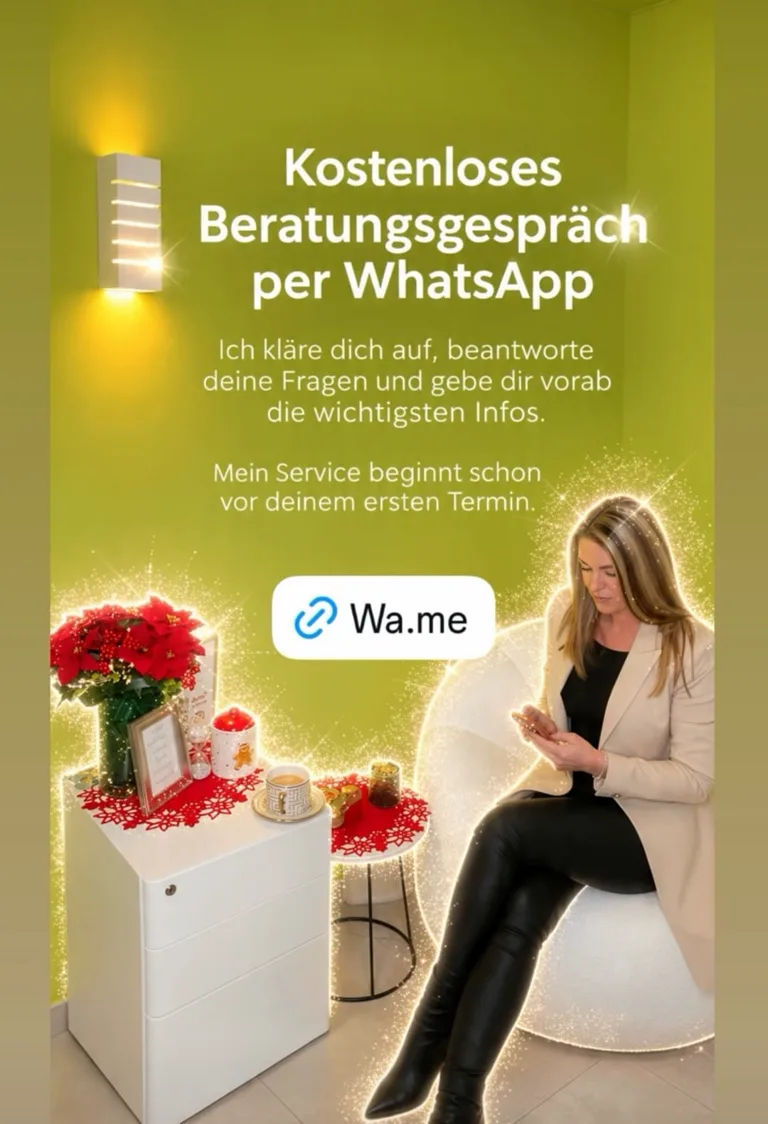 Kostenloses
Beratungsgespräch
per WhatsApp
Ich kläre dich auf, beantworte
deine Fragen und gebe dir vorab
die wichtigsten Infos.
Mein Service beginnt schon
vor deinem ersten Termin.
Wa.me